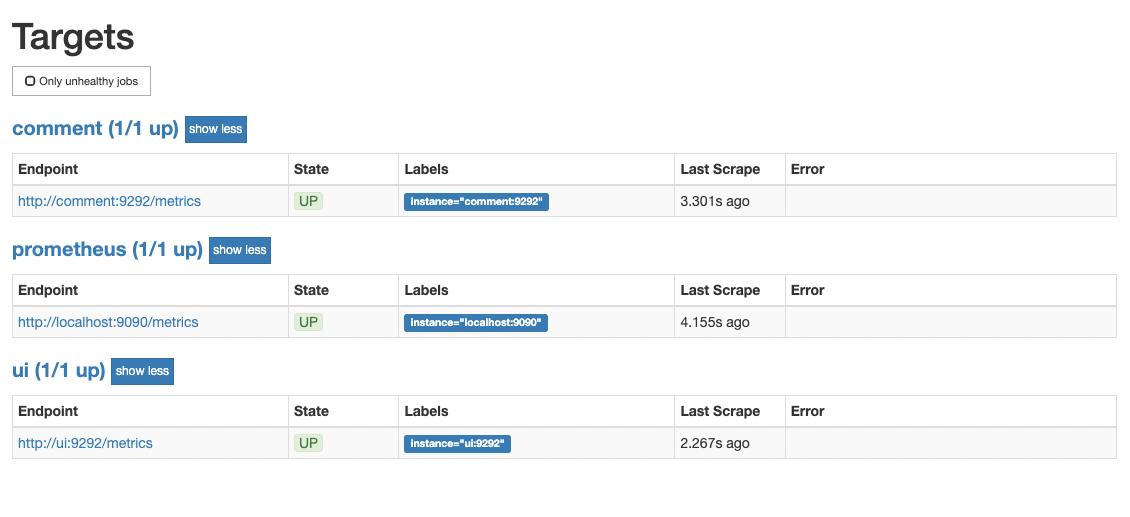 Targets
Only unhealthy jobs
comment (1/1 up) show less
Endpoint State Labels Last Scrape Error
http://comment:9292/metrics UP instance="comment:9292" 3.301s ago
prometheus (1/1 up) show less
Endpoint State Labels Last Scrape Error
http://localhost:9090/metrics UP instance="localhost:9090" 4.155s ago
ui (1/1 up) show less
Endpoint State Labels Last Scrape Error
http://ui:9292/metrics UP instance="ui:9292" 2.267s ago